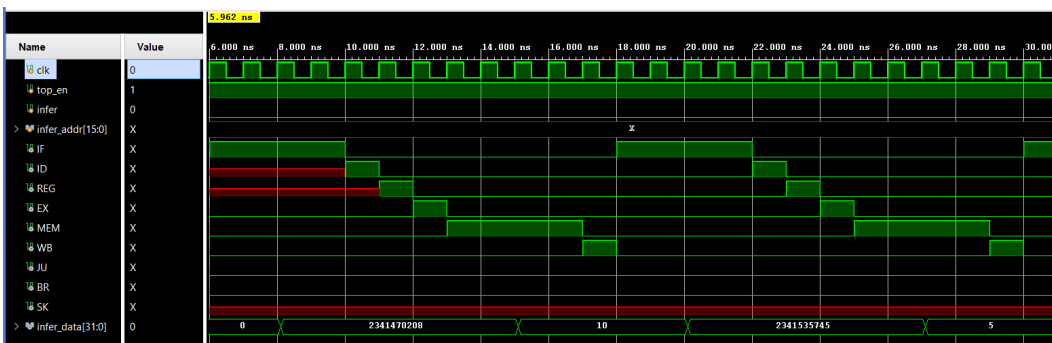 5.962 ns
Name Value
6.000 ns 8.000 ns 10.000 ns 12.000 ns 14.000 ns 16.000 ns 18.000 ns 20.000 ns 22.000 ns 24.000 ns 26.000 ns 28.000 ns 30.00
clk 0
top_en 1
infer 0
infer_addr[15:0] X X
IF X
ID X
REG X
EX X
MEM X
WB X
JU X
BR X
SK X
infer_data[31:0] 0 0 2341470208 10 2341535745 5